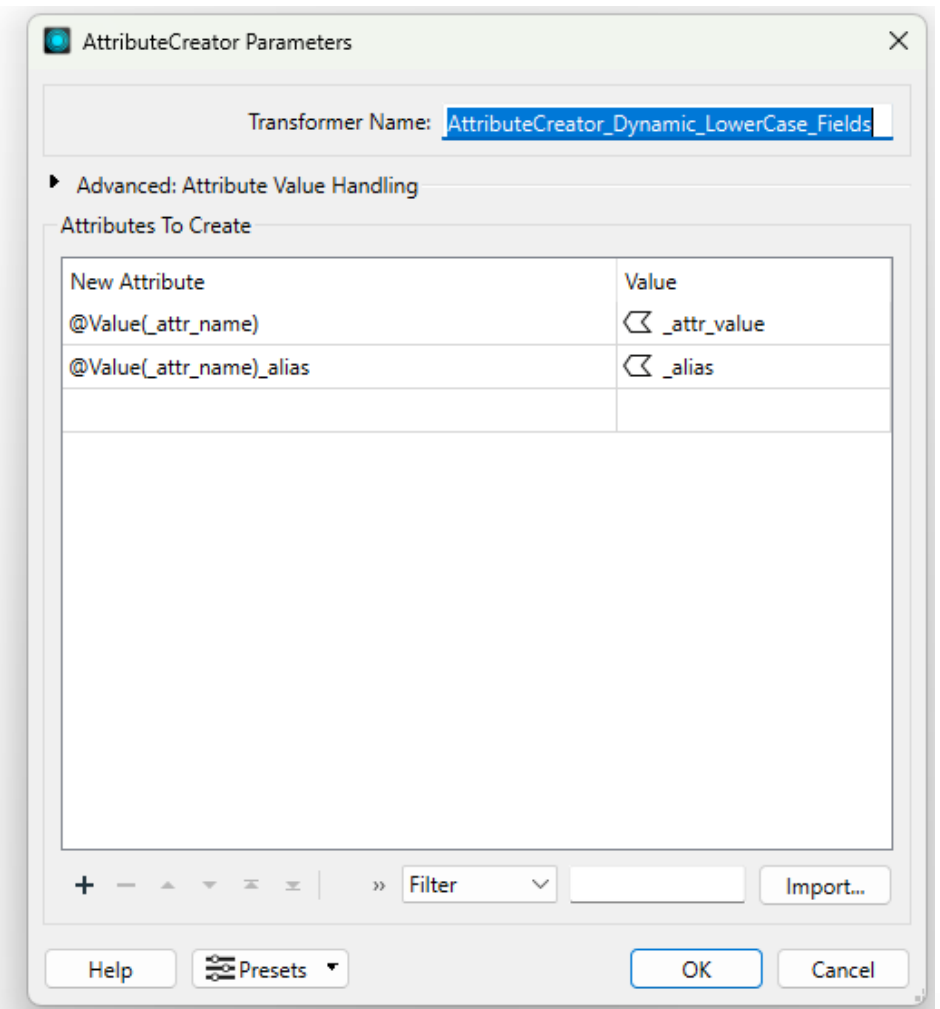 AttributeCreator Parameters
Transformer Name: AttributeCreator_Dynamic_LowerCase_Fields
Advanced: Attribute Value Handling
Attributes To Create
New Attribute Value
@Value(_attr_name) _attr_value
@Value(_attr_name)_alias _alias
» Filter Import...
Help Presets OK Cancel